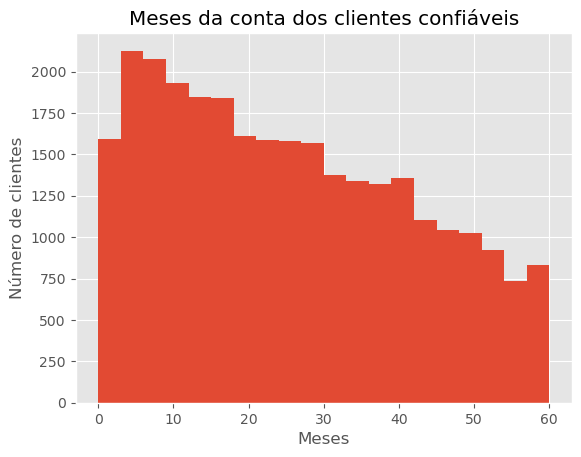 Meses da conta dos clientes confiáveis
Número de clientes
2000
1750
1500
1250
1000
750
500
250
0
0 10 20 30 40 50 60
Meses